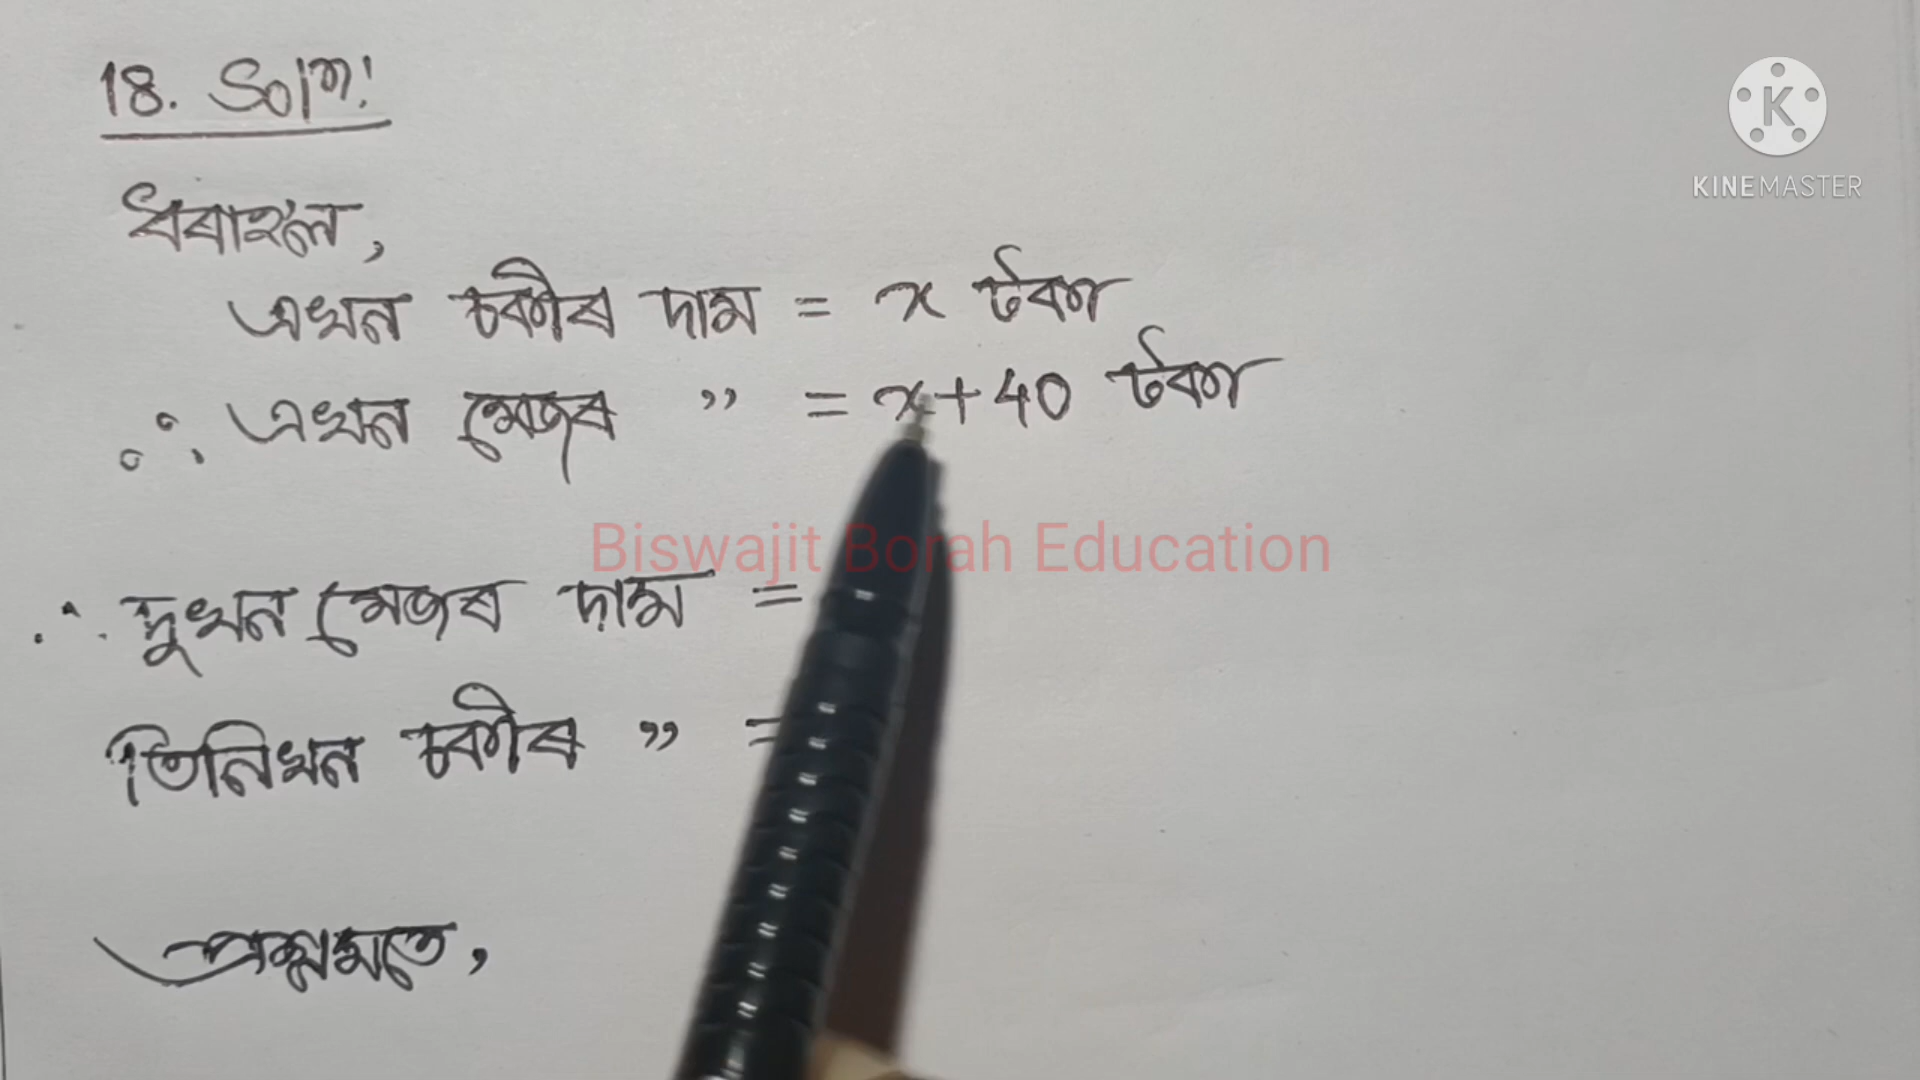 18. Soln:
ধৰাহ'ল,
এখন চকীৰ দাম = x টকা
∴ এখন মেজৰ " = x+40 টকা
∴ দুখন মেজৰ দাম =
তিনিখন চকীৰ " =
প্ৰশ্নমতে,
KINEMASTER
Biswajit Borah Education